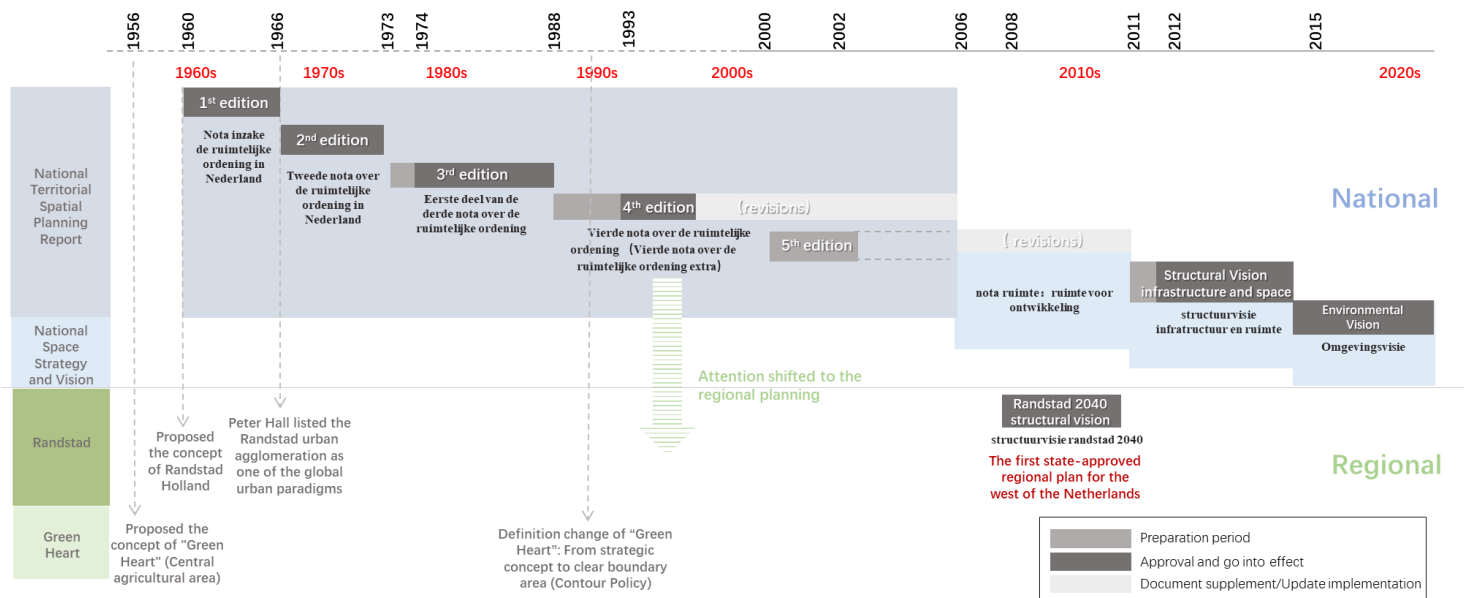 1956
1960
1966
1973
1974
1988
1993
2000
2002
2006
2008
2011
2012
2015
1960s
1970s
1980s
1990s
2000s
2010s
2020s
National
Territorial
Spatial
Planning
Report
1st edition
Nota inzake
de ruimtelijke
ordening in
Nederland
2nd edition
Tweede nota over
de ruimtelijke
ordening in
Nederland
3rd edition
Eerste deel van de
derde nota over de
ruimtelijke ordening
4th edition
(revisions)
Vierde nota over de ruimtelijke
ordening (Vierde nota over de
ruimtelijke ordening extra)
5th edition
( revisions)
nota ruimte: ruimte voor
ontwikkeling
Structural Vision
infrastructure and space
structuurvisie
infratructuur en ruimte
Environmental
Vision
Omgevingsvisie
National
National
Space
Strategy
and Vision
Attention shifted to the
regional planning
Randstad
Proposed
the concept
of Randstad
Holland
Peter Hall listed the
Randstad urban
agglomeration as
one of the global
urban paradigms
Randstad 2040
structural vision
structuurvisie randstad 2040
The first state-approved
regional plan for the
west of the Netherlands
Regional
Green
Heart
Proposed the
concept of "Green
Heart" (Central
agricultural area)
Definition change of “Green
Heart”: From strategic
concept to clear boundary
area (Contour Policy)
Preparation period
Approval and go into effect
Document supplement/Update implementation